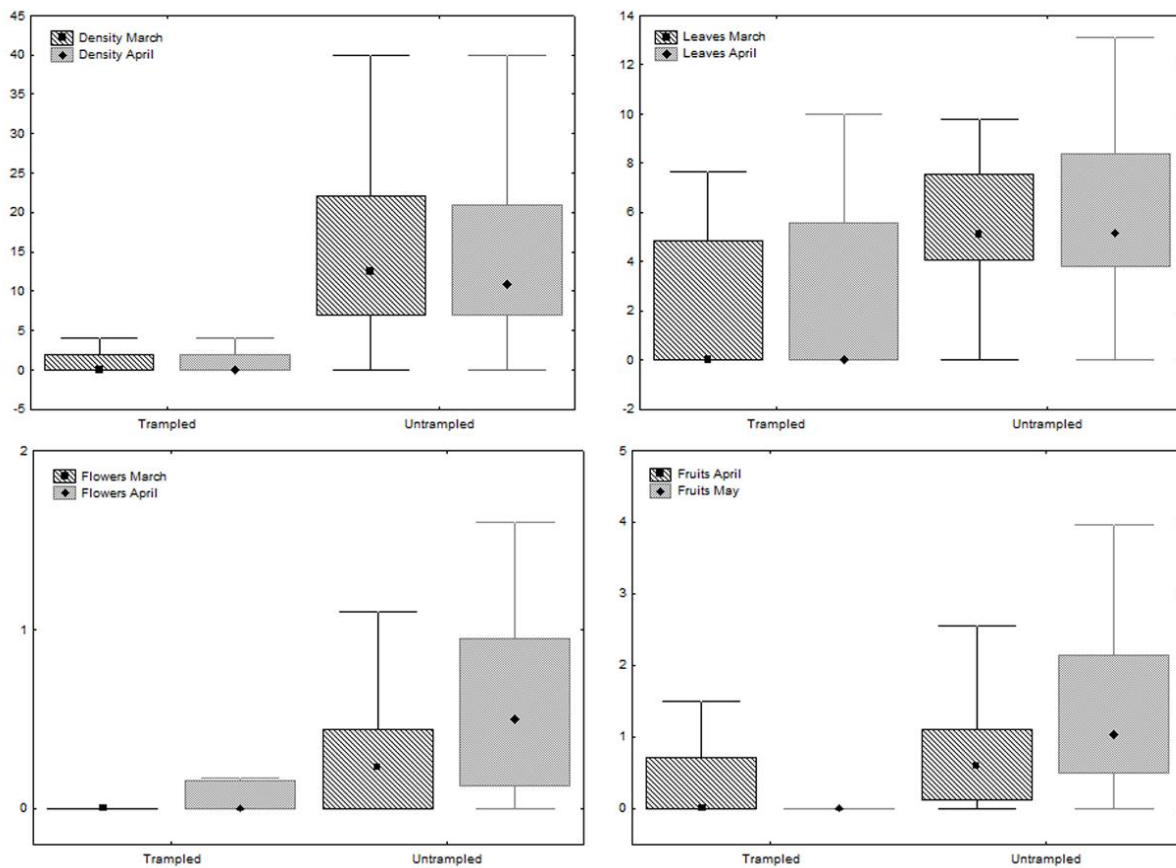 45
40
35
30
25
20
15
10
5
0
-5
Density March
Density April
Trampled
Untrampled
14
12
10
8
6
4
2
0
-2
Leaves March
Leaves April
Trampled
Untrampled
2
1
0
Flowers March
Flowers April
Trampled
Untrampled
5
4
3
2
1
0
Fruits April
Fruits May
Trampled
Untrampled